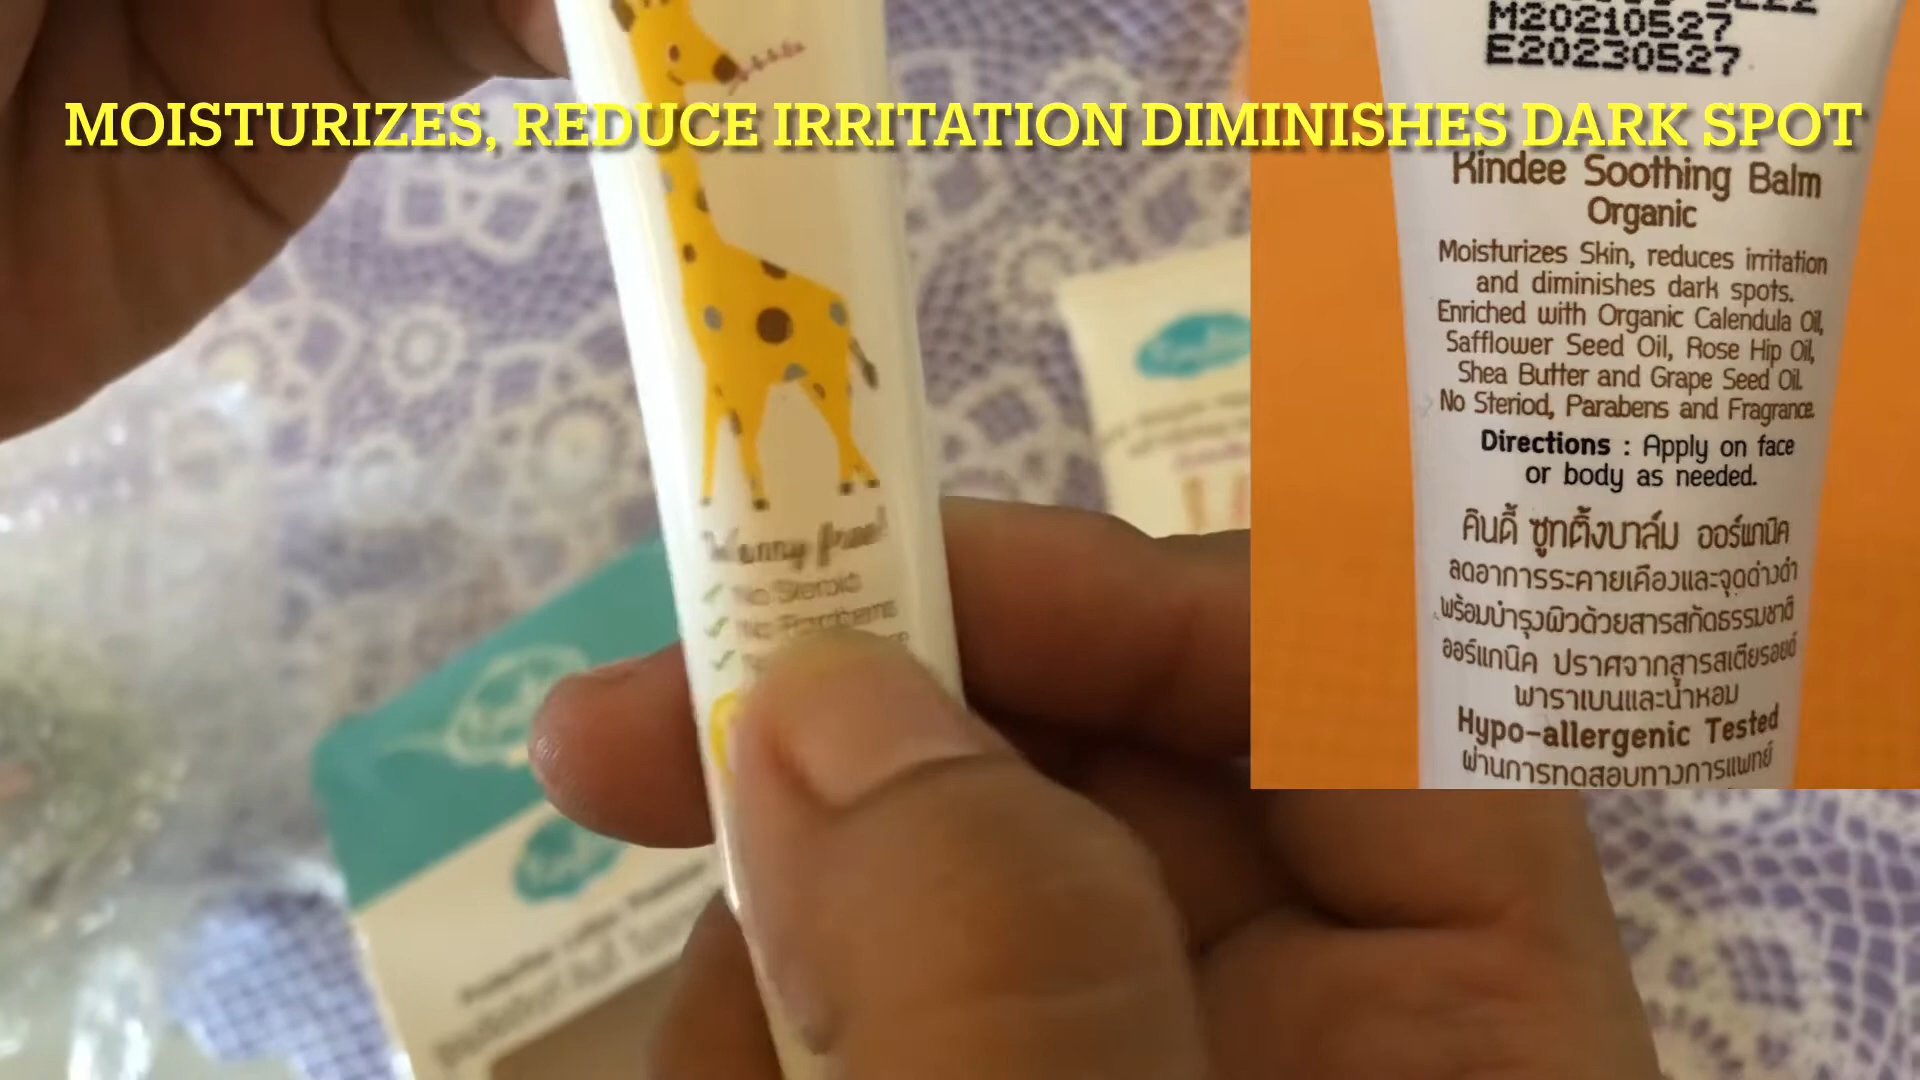 MOISTURIZES, REDUCE IRRITATION DIMINISHES DARK SPOT
M20210527
E20230527
Kindee Soothing Balm
Organic
Moisturizes Skin, reduces irritation
and diminishes dark spots.
Enriched with Organic Calendula Oil,
Safflower Seed Oil, Rose Hip Oil,
Shea Butter and Grape Seed Oil.
No Steriod, Parabens and Fragrance.
Directions : Apply on face
or body as needed.
คินดี้ ซูทติ้งบาล์ม ออร์แกนิค
ลดอาการระคายเคืองและจุดด่างดำ
พร้อมบำรุงผิวด้วยสารสกัดธรรมชาติ
ออร์แกนิค ปราศจากสารสเตียรอยด์
พาราเบนและน้ำหอม
Hypo-allergenic Tested
ผ่านการทดสอบทางการแพทย์
Worry free!
No Steroid
No Parabens